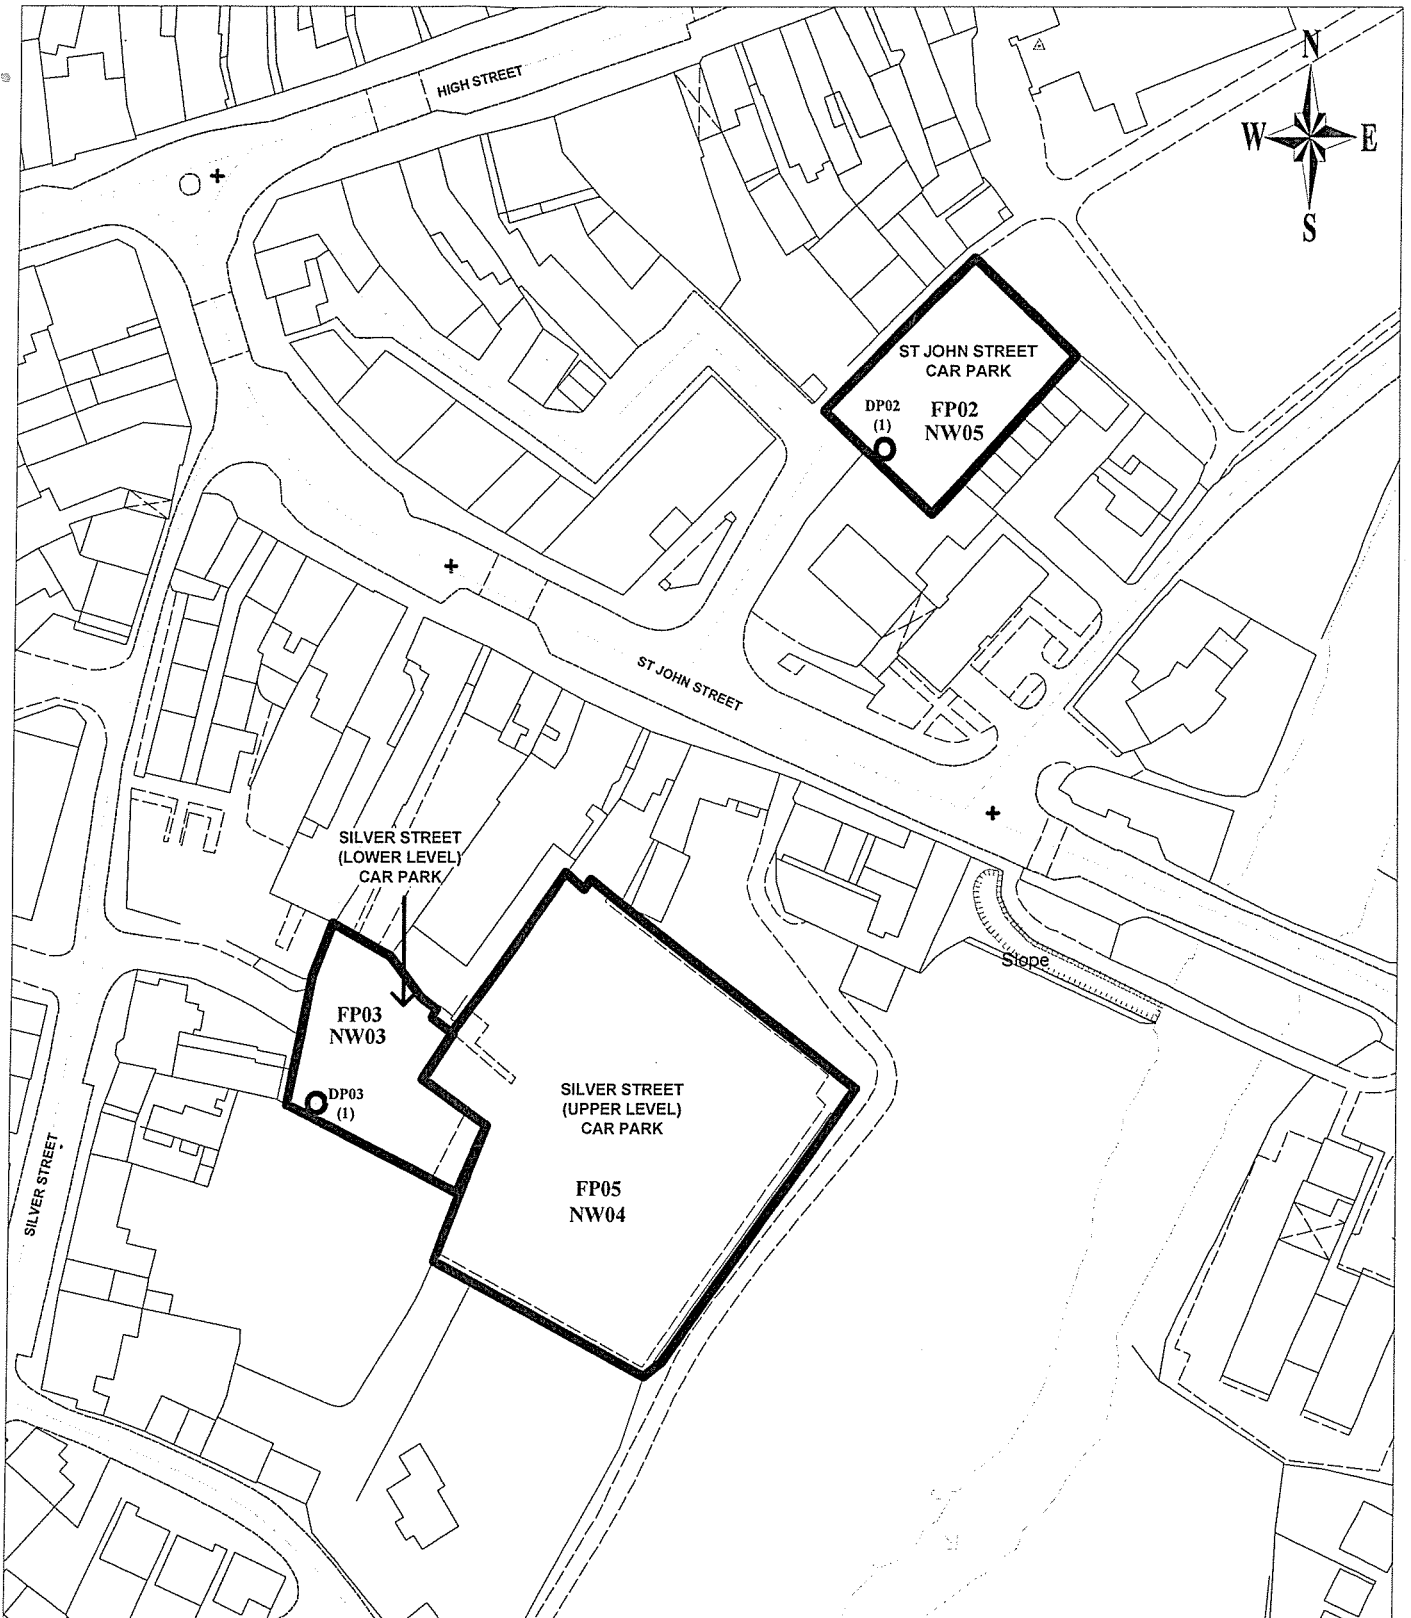 HIGH STREET
N
W
E
S
ST JOHN STREET
CAR PARK
DP02
(1)
FP02
NW05
ST JOHN STREET
SILVER STREET
(LOWER LEVEL)
CAR PARK
Slope
FP03
NW03
DP03
(1)
SILVER STREET
(UPPER LEVEL)
CAR PARK
FP05
NW04
SILVER STREET